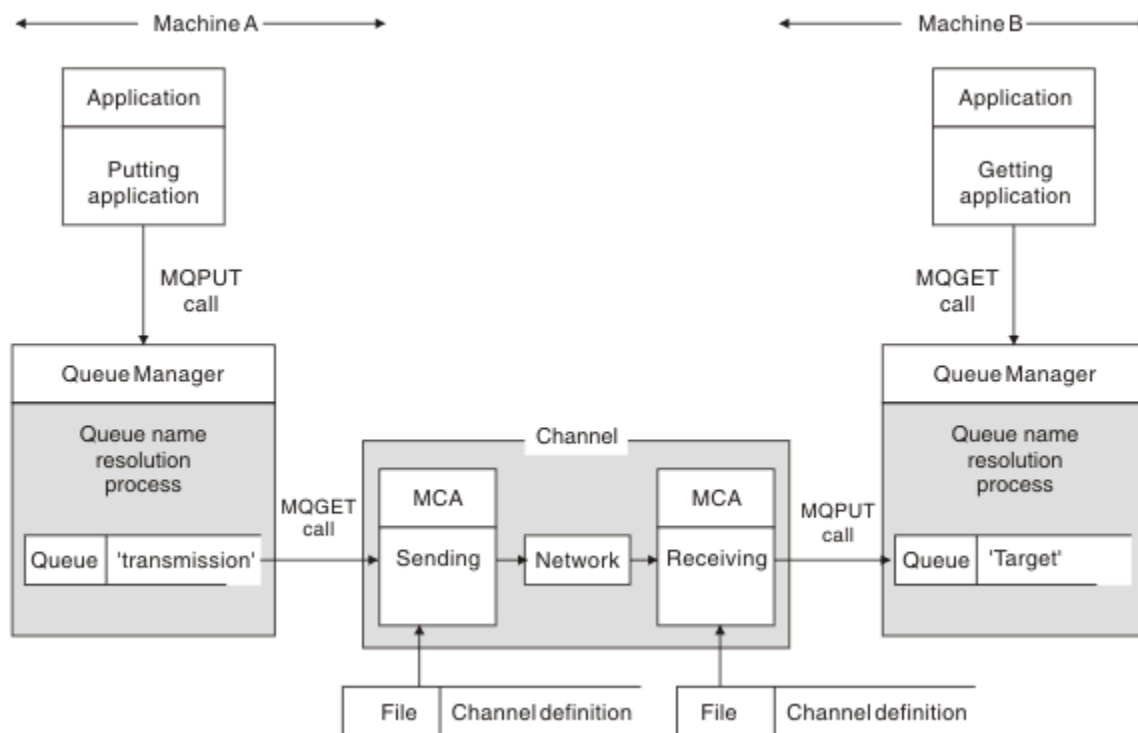 Machine A
Machine B
Application
Putting
application
Application
Getting
application
MQPUT
call
MQGET
call
Queue Manager
Queue name
resolution
process
Queue 'transmission'
MQGET
call
Channel
MCA
Sending
Network
MCA
Receiving
MQPUT
call
Queue Manager
Queue name
resolution
process
Queue 'Target'
File Channel definition
File Channel definition